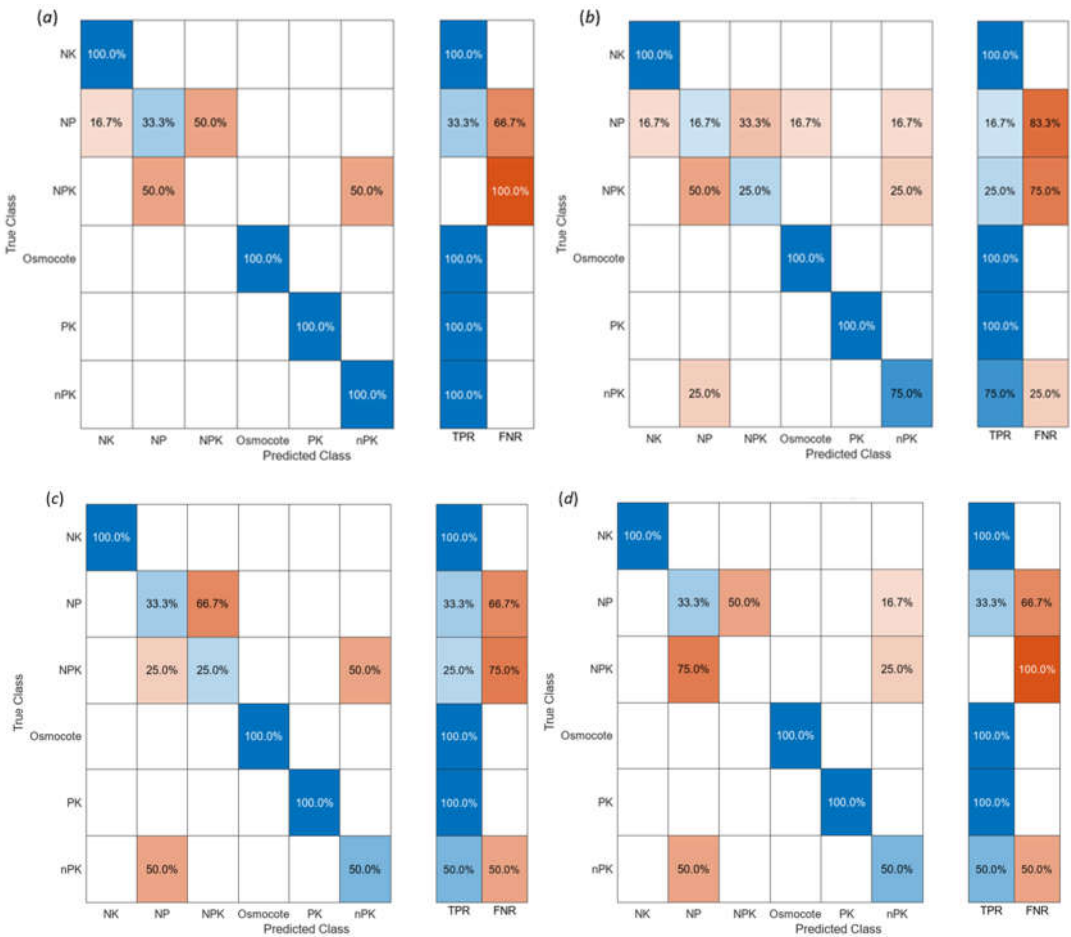 (a)
NK 100.0% 100.0%
NP 16.7% 33.3% 50.0% 33.3% 66.7%
NPK 50.0% 50.0% 100.0%
True Class
Osmocote 100.0% 100.0%
PK 100.0% 100.0%
nPK 100.0% 100.0%
NK NP NPK Osmocote PK nPK TPR FNR
Predicted Class
(b)
NK 100.0% 100.0%
NP 16.7% 16.7% 33.3% 16.7% 16.7% 16.7% 83.3%
NPK 50.0% 25.0% 25.0% 25.0% 75.0%
True Class
Osmocote 100.0% 100.0%
PK 100.0% 100.0%
nPK 25.0% 75.0% 75.0% 25.0%
NK NP NPK Osmocote PK nPK TPR FNR
Predicted Class
(c)
NK 100.0% 100.0%
NP 33.3% 66.7% 33.3% 66.7%
NPK 25.0% 25.0% 50.0% 25.0% 75.0%
True Class
Osmocote 100.0% 100.0%
PK 100.0% 100.0%
nPK 50.0% 50.0% 50.0% 50.0%
NK NP NPK Osmocote PK nPK TPR FNR
Predicted Class
(d)
NK 100.0% 100.0%
NP 33.3% 50.0% 16.7% 33.3% 66.7%
NPK 75.0% 25.0% 100.0%
True Class
Osmocote 100.0% 100.0%
PK 100.0% 100.0%
nPK 50.0% 50.0% 50.0% 50.0%
NK NP NPK Osmocote PK nPK TPR FNR
Predicted Class